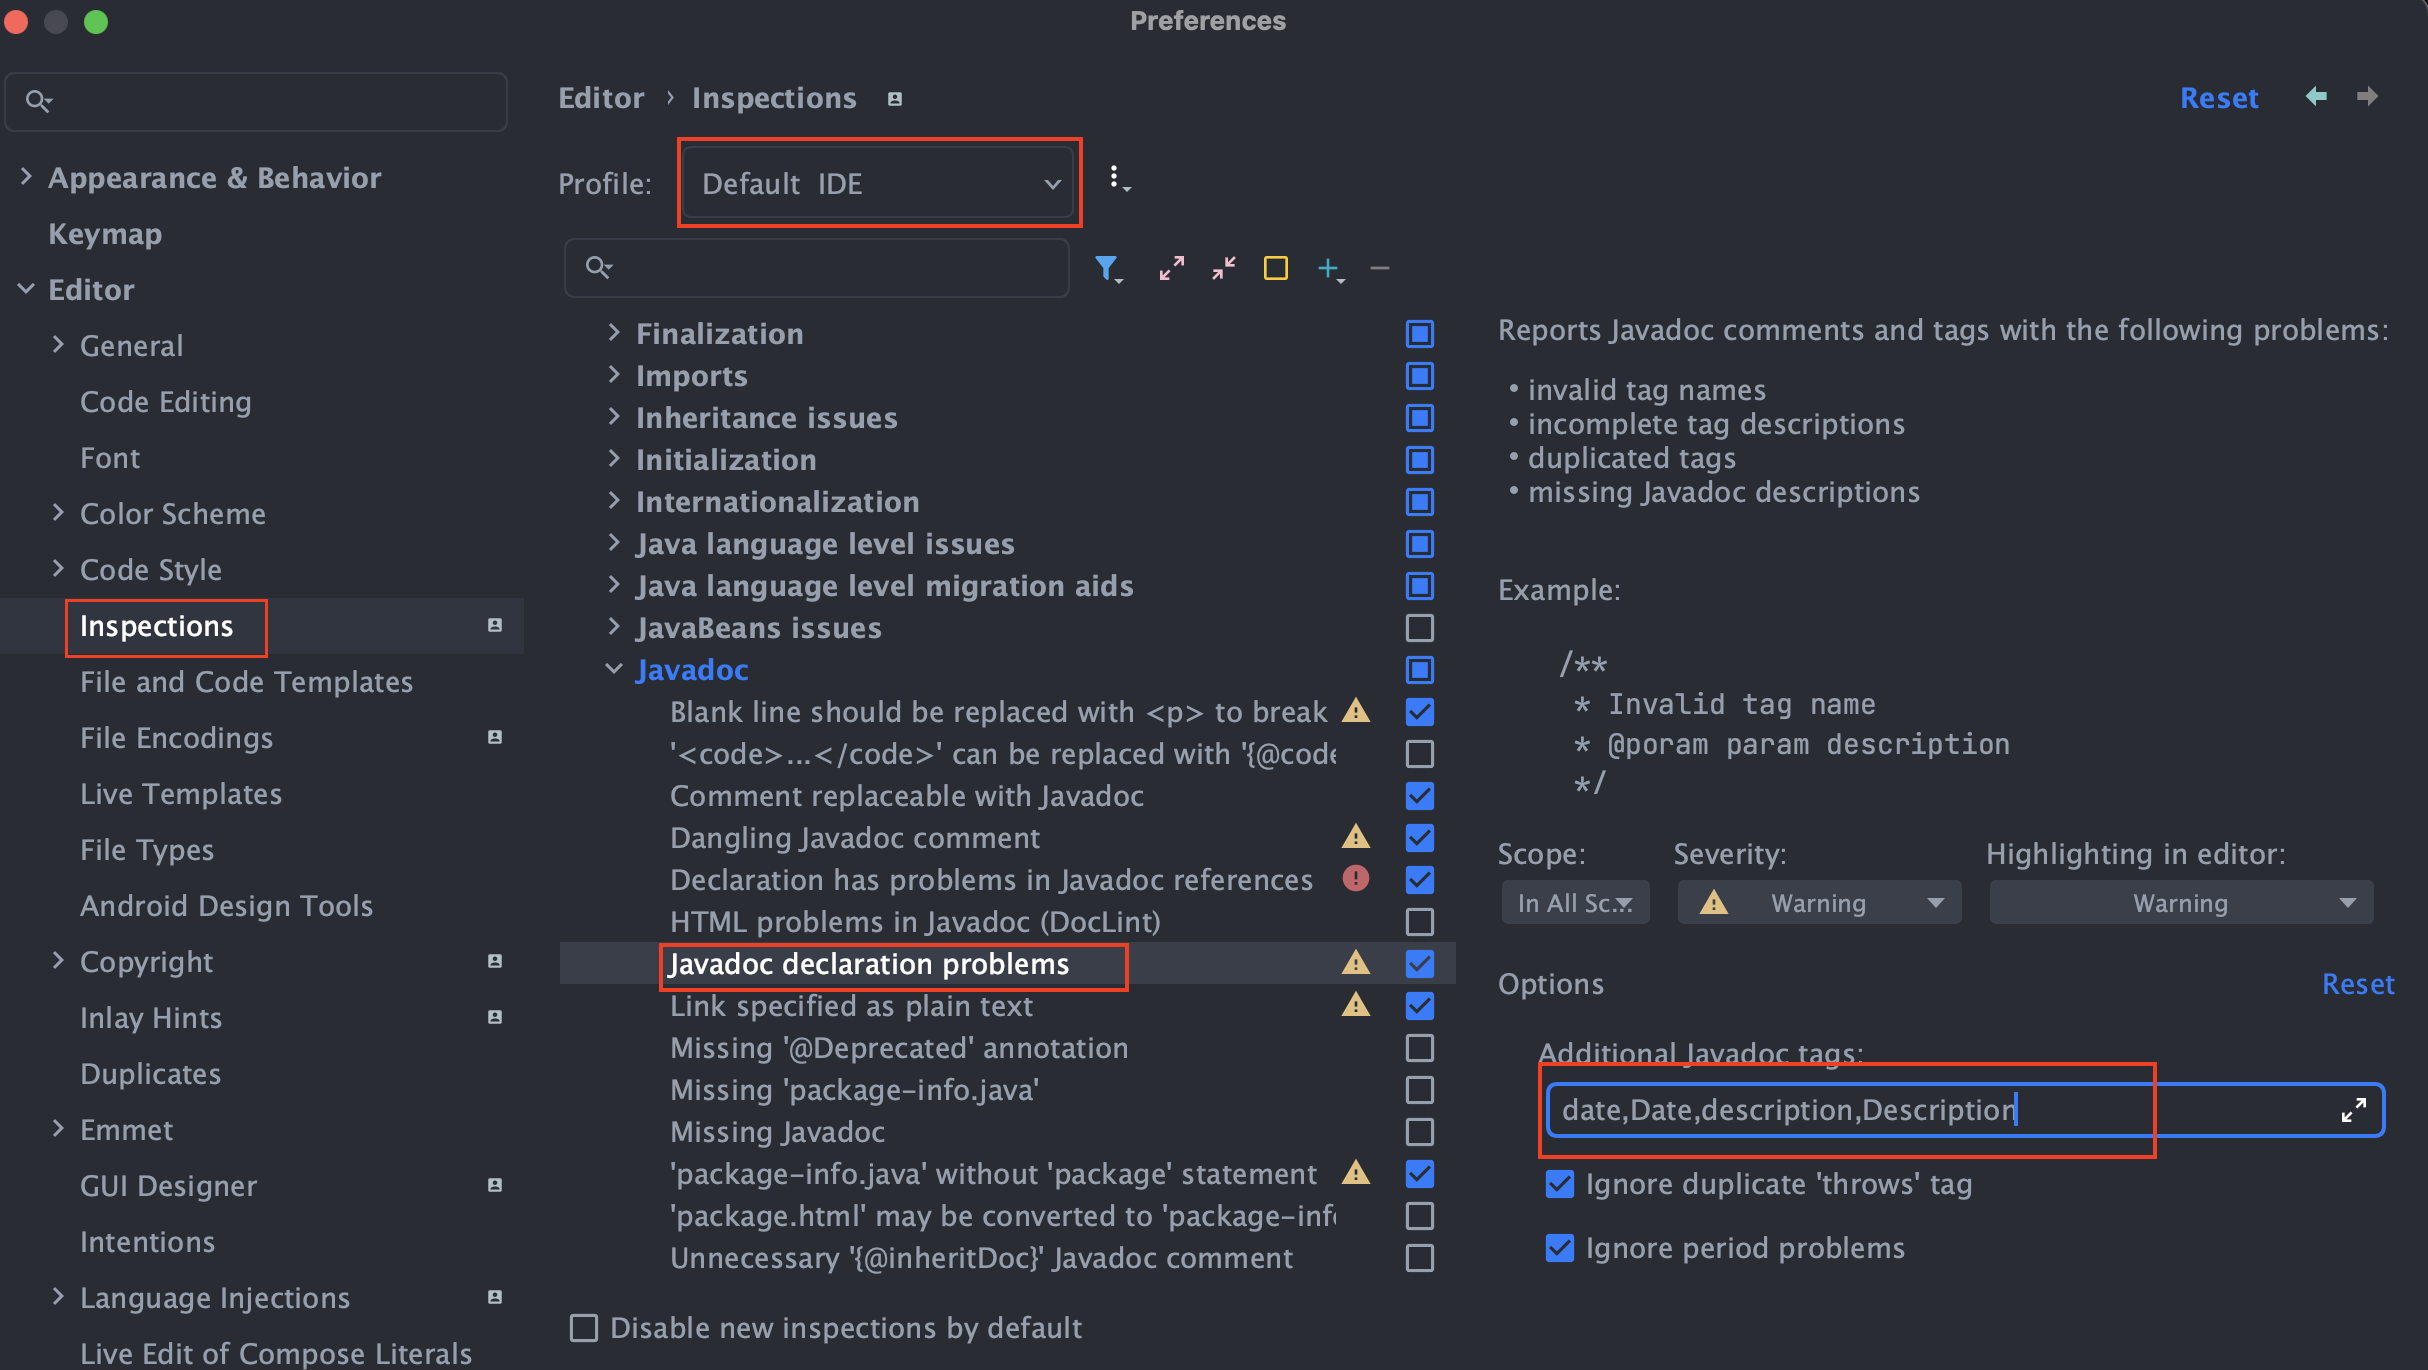 Preferences
Appearance & Behavior
Keymap
Editor
General
Code Editing
Font
Color Scheme
Code Style
Inspections
File and Code Templates
File Encodings
Live Templates
File Types
Android Design Tools
Copyright
Inlay Hints
Duplicates
Emmet
GUI Designer
Intentions
Language Injections
Live Edit of Compose Literals
Editor › Inspections
Reset
Profile: Default IDE
Finalization
Imports
Inheritance issues
Initialization
Internationalization
Java language level issues
Java language level migration aids
JavaBeans issues
Javadoc
Blank line should be replaced with <p> to break
'<code>...</code>' can be replaced with '{@code
Comment replaceable with Javadoc
Dangling Javadoc comment
Declaration has problems in Javadoc references
HTML problems in Javadoc (DocLint)
Javadoc declaration problems
Link specified as plain text
Missing '@Deprecated' annotation
Missing 'package-info.java'
Missing Javadoc
'package-info.java' without 'package' statement
'package.html' may be converted to 'package-info
Unnecessary '{@inheritDoc}' Javadoc comment
Disable new inspections by default
Reports Javadoc comments and tags with the following problems:
• invalid tag names
• incomplete tag descriptions
• duplicated tags
• missing Javadoc descriptions
Example:
/**
* Invalid tag name
* @poram param description
*/
Scope: Severity: Highlighting in editor:
In All Sc... Warning Warning
Options Reset
Additional Javadoc tags:
date,Date,description,Description
Ignore duplicate 'throws' tag
Ignore period problems